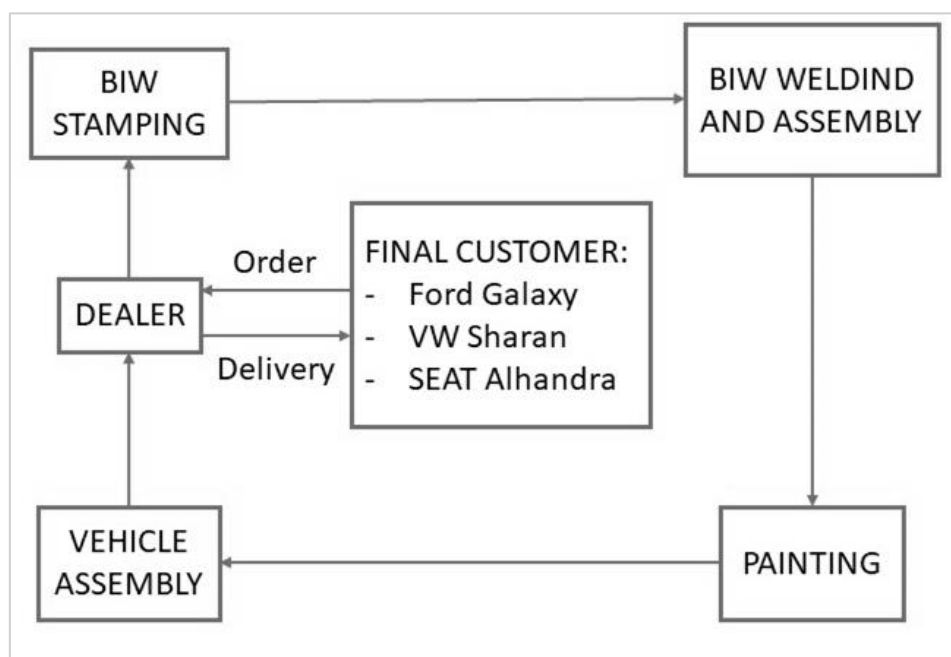 BIW
STAMPING
BIW WELDIND
AND ASSEMBLY
Order
DEALER
Delivery
FINAL CUSTOMER:
- Ford Galaxy
- VW Sharan
- SEAT Alhandra
VEHICLE
ASSEMBLY
PAINTING